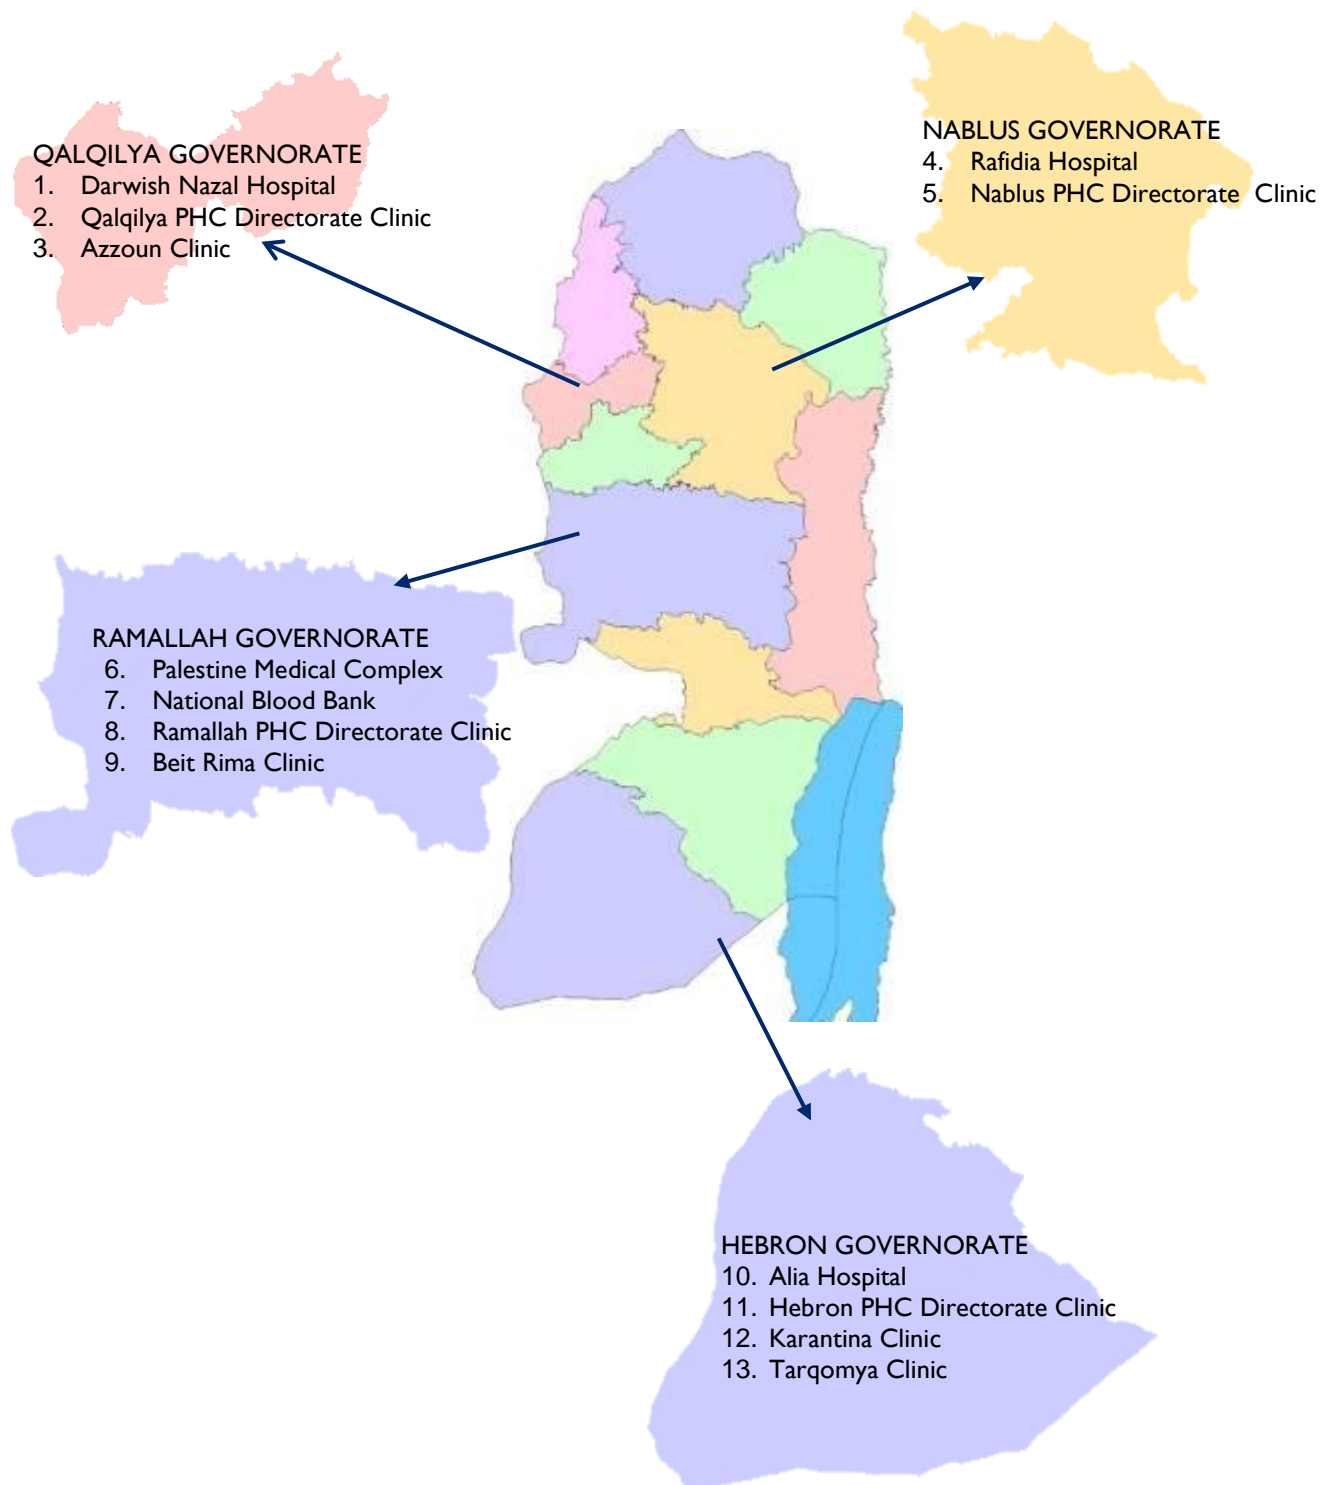 QALQILYA GOVERNORATE
1. Darwish Nazal Hospital
2. Qalqilya PHC Directorate Clinic
3. Azzoun Clinic
NABLUS GOVERNORATE
4. Rafidia Hospital
5. Nablus PHC Directorate Clinic
RAMALLAH GOVERNORATE
6. Palestine Medical Complex
7. National Blood Bank
8. Ramallah PHC Directorate Clinic
9. Beit Rima Clinic
HEBRON GOVERNORATE
10. Alia Hospital
11. Hebron PHC Directorate Clinic
12. Karantina Clinic
13. Tarqomya Clinic